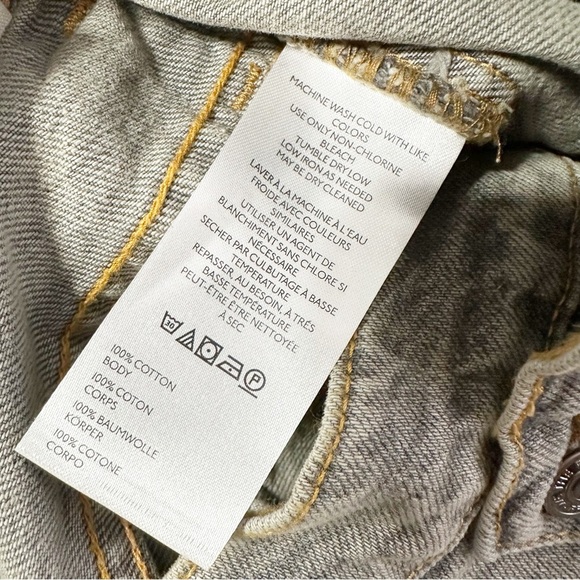 MACHINE WASH COLD WITH LIKE
COLORS
USE ONLY NON-CHLORINE
BLEACH
TUMBLE DRY LOW
LOW IRON AS NEEDED
MAY BE DRY CLEANED
LAVER À LA MACHINE À L'EAU
FROIDE AVEC COULEURS
SIMILAIRES
UTILISER UN AGENT DE
BLANCHIMENT SANS CHLORE SI
NÉCESSAIRE
SECHER PAR CULBUTAGE À BASSE
TEMPERATURE
REPASSER, AU BESOIN, À TRÈS
BASSE TEMPÉRATURE
PEUT-ÊTRE ÊTRE NETTOYÉE
À SEC
30 P
100% COTTON
BODY
100% COTON
CORPS
100% BAUMWOLLE
KÖRPER
100% COTONE
CORPO